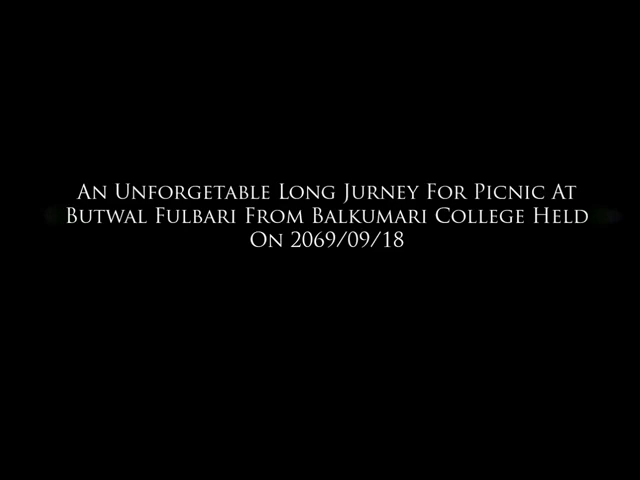 An Unforgetable Long Jurney For Picnic At
Butwal Fulbari From Balkumari College Held
On 2069/09/18